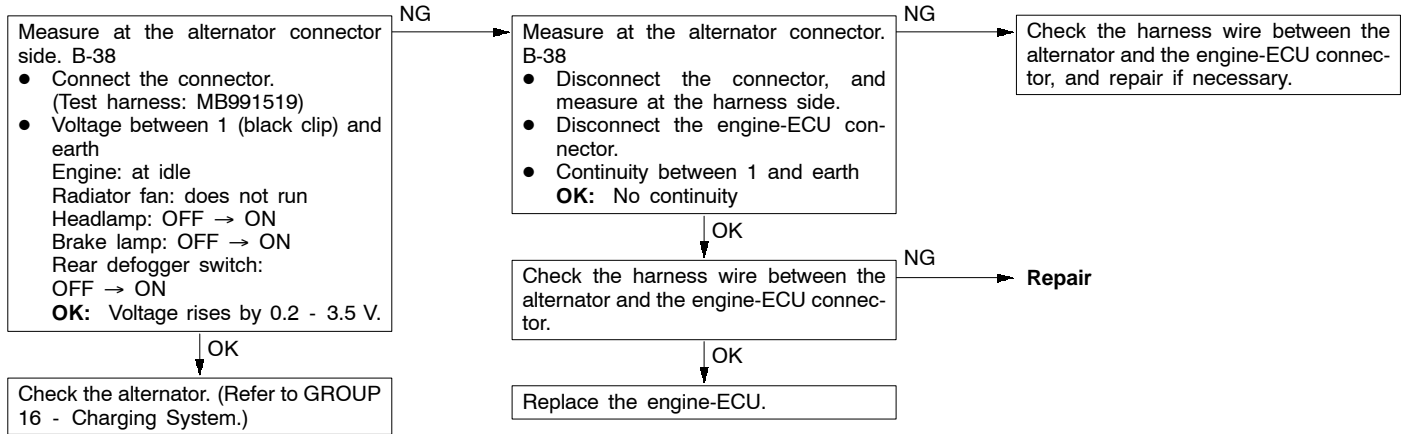 Measure at the alternator connector
side. B-38
● Connect the connector.
(Test harness: MB991519)
● Voltage between 1 (black clip) and
earth
Engine: at idle
Radiator fan: does not run
Headlamp: OFF → ON
Brake lamp: OFF → ON
Rear defogger switch:
OFF → ON
OK: Voltage rises by 0.2 - 3.5 V.
NG
OK
Check the alternator. (Refer to GROUP
16 - Charging System.)
Measure at the alternator connector.
B-38
● Disconnect the connector, and
measure at the harness side.
● Disconnect the engine-ECU con-
nector.
● Continuity between 1 and earth
OK: No continuity
NG
OK
Check the harness wire between the
alternator and the engine-ECU connec-
tor.
NG
Repair
OK
Replace the engine-ECU.
Check the harness wire between the
alternator and the engine-ECU connec-
tor, and repair if necessary.